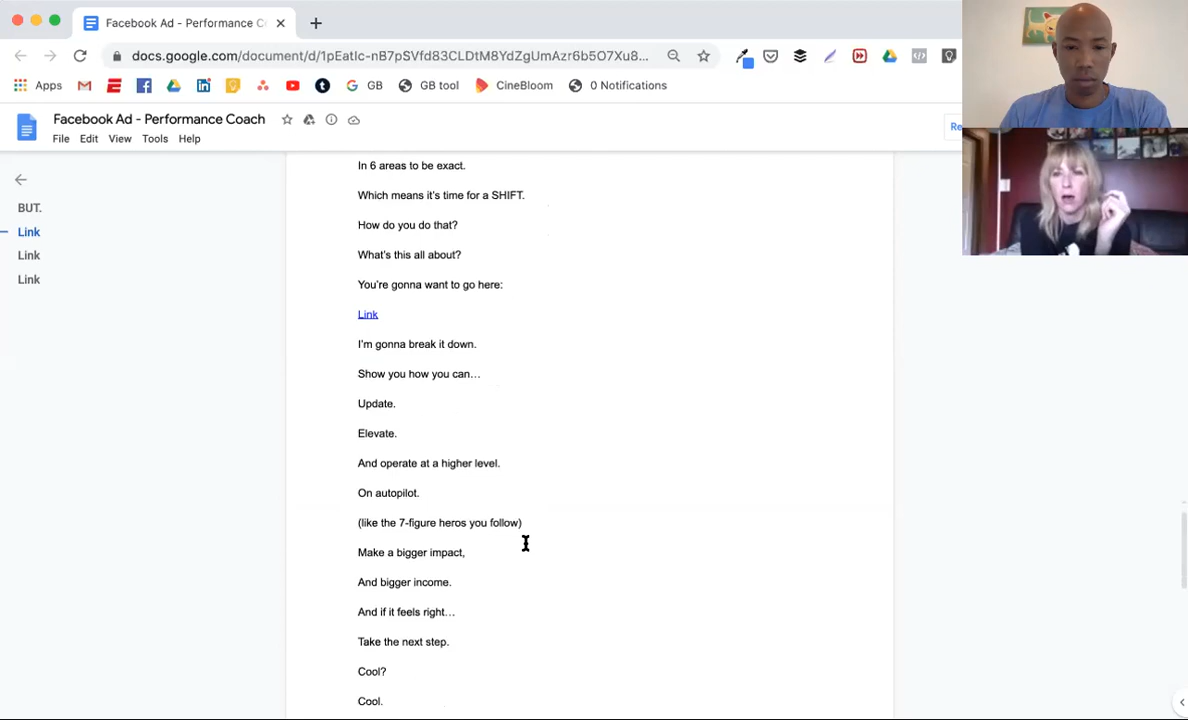 Facebook Ad - Performance C
docs.google.com/document/d/1pEatlc-nB7pSVfd83CLDtM8YdZgUmAzr6b5O7Xu8...
Apps
GB
GB tool
CineBloom
0 Notifications
Facebook Ad - Performance Coach
File Edit View Tools Help
Re
BUT.
Link
Link
Link
In 6 areas to be exact.
Which means it's time for a SHIFT.
How do you do that?
What's this all about?
You're gonna want to go here:
Link
I'm gonna break it down.
Show you how you can…
Update.
Elevate.
And operate at a higher level.
On autopilot.
(like the 7-figure heros you follow)
Make a bigger impact,
And bigger income.
And if it feels right…
Take the next step.
Cool?
Cool.